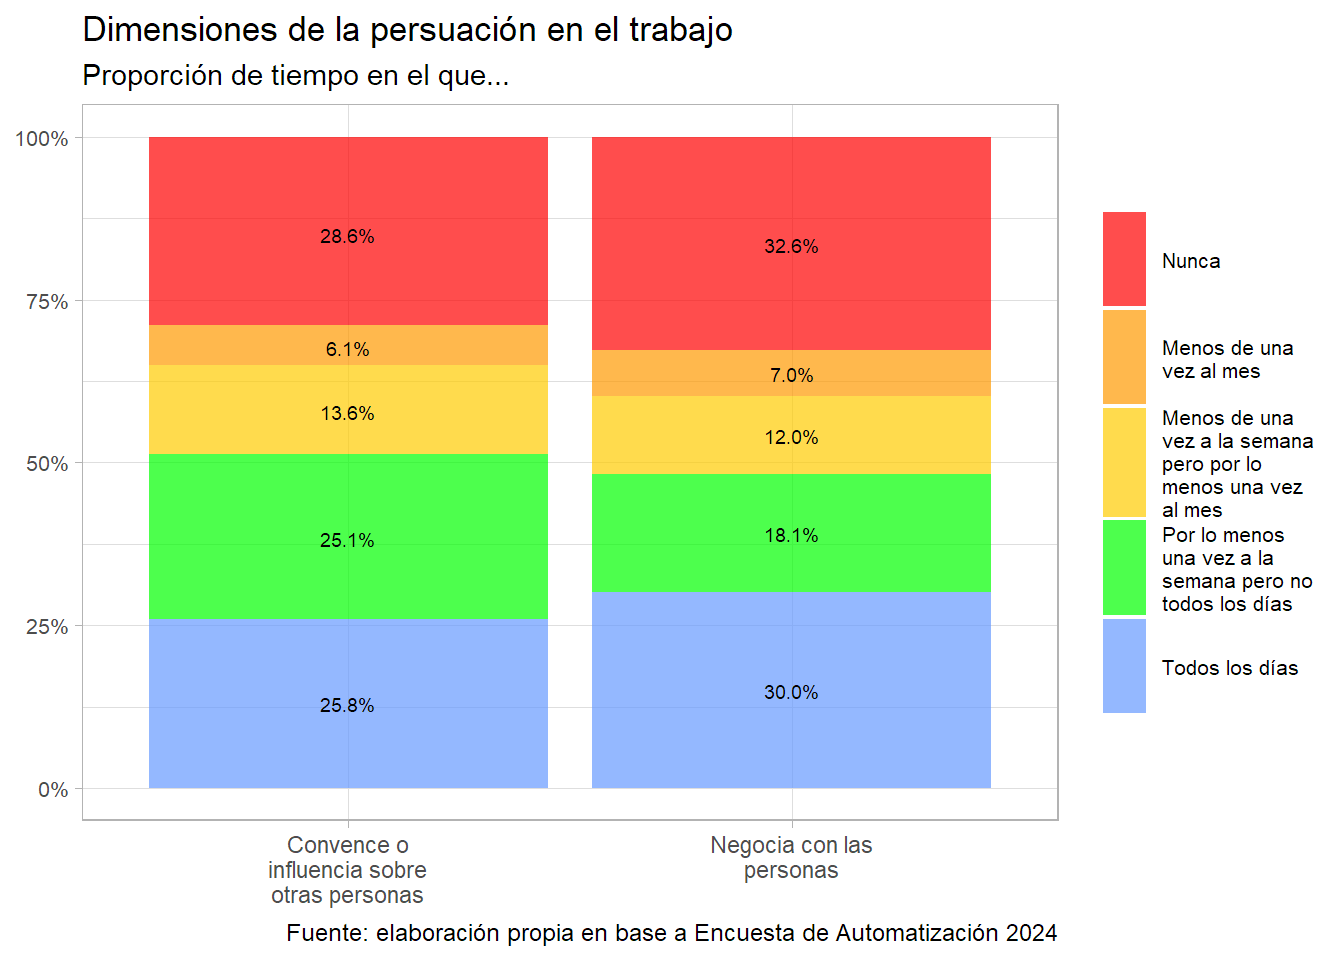 Dimensiones de la persuación en el trabajo
Proporción de tiempo en el que...
100%
75%
50%
25%
0%
28.6%
6.1%
13.6%
25.1%
25.8%
32.6%
7.0%
12.0%
18.1%
30.0%
Convence o
influencia sobre
otras personas
Negocia con las
personas
Nunca
Menos de una
vez al mes
Menos de una
vez a la semana
pero por lo
menos una vez
al mes
Por lo menos
una vez a la
semana pero no
todos los días
Todos los días
Fuente: elaboración propia en base a Encuesta de Automatización 2024